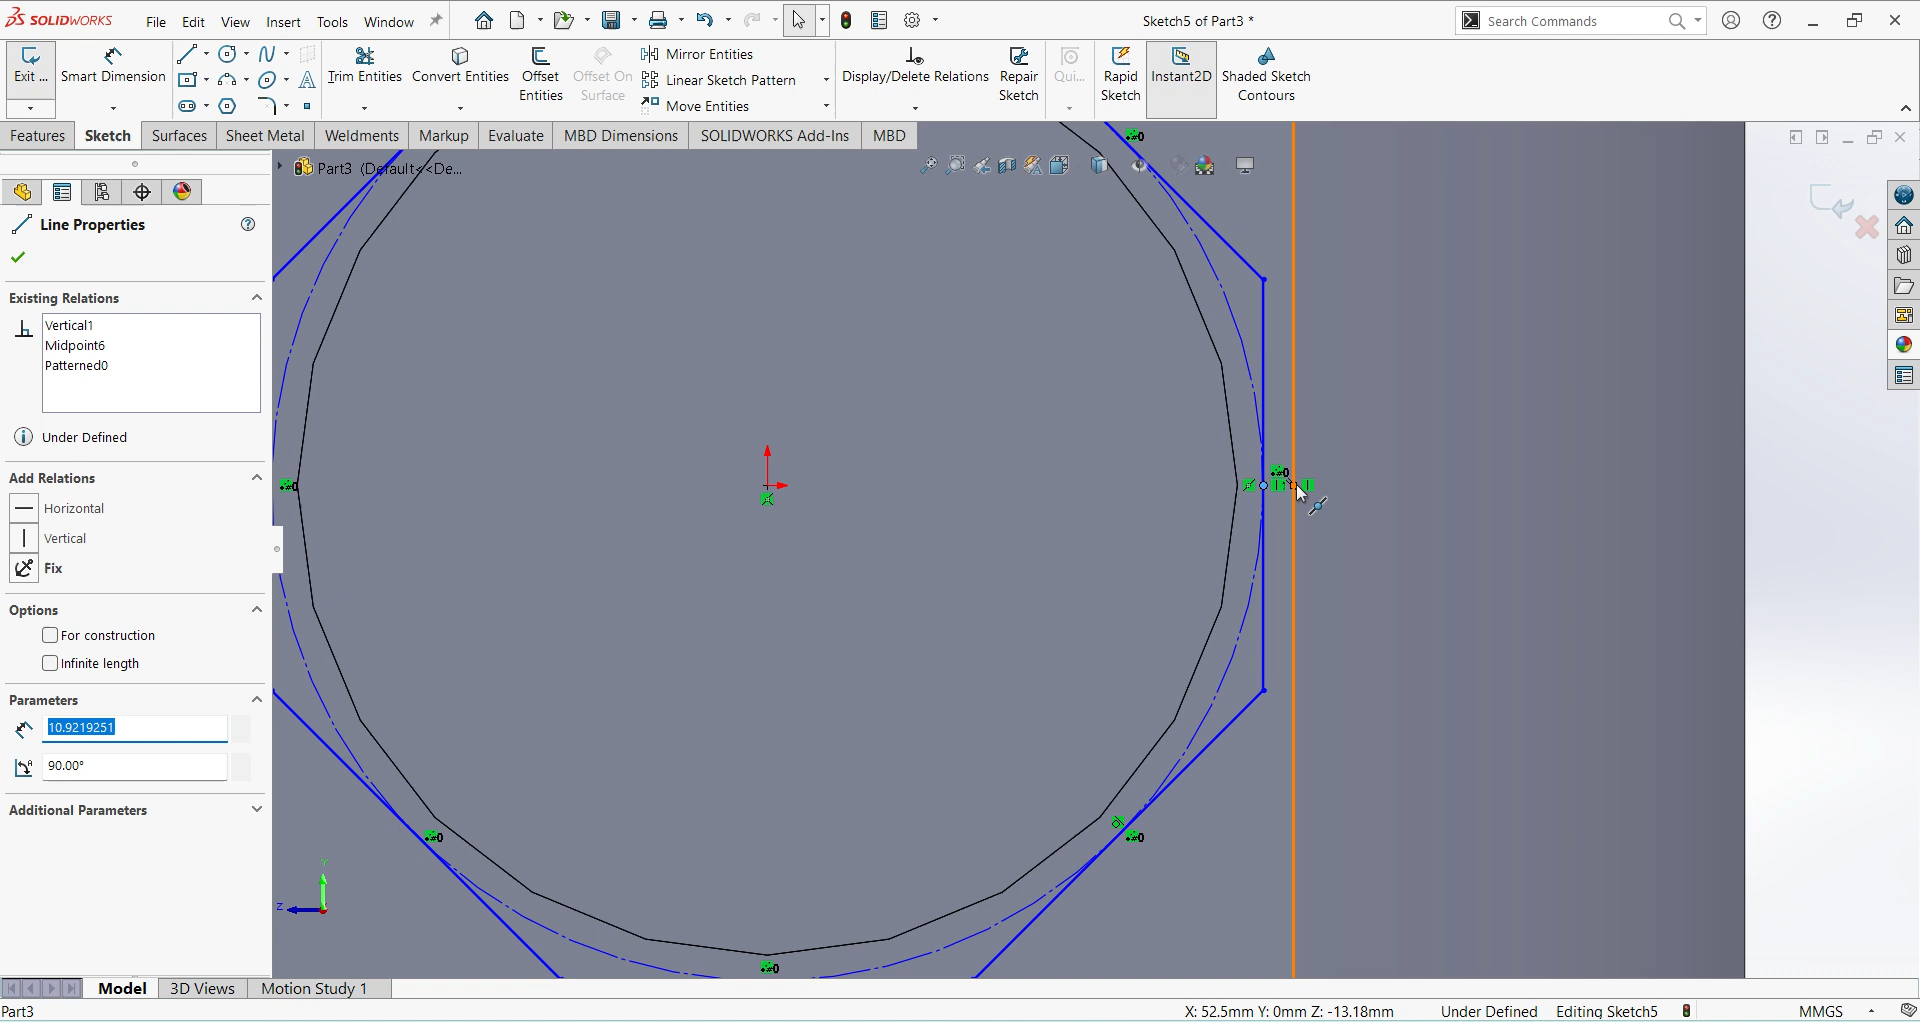 SOLIDWORKS
File Edit View Insert Tools Window
Sketch5 of Part3 *
Search Commands
Exit ...
Smart Dimension
Trim Entities
Convert Entities
Offset Entities
Offset On Surface
Mirror Entities
Linear Sketch Pattern
Move Entities
Display/Delete Relations
Repair Sketch
Qui...
Rapid Sketch
Instant2D
Shaded Sketch Contours
Features Sketch Surfaces Sheet Metal Weldments Markup Evaluate MBD Dimensions SOLIDWORKS Add-Ins MBD
Part3 (Default<<De...
Line Properties
Existing Relations
Vertical1
Midpoint6
Patterned0
Under Defined
Add Relations
Horizontal
Vertical
Fix
Options
For construction
Infinite length
Parameters
10.9219251
90.00°
Additional Parameters
Y
Z
Model 3D Views Motion Study 1
Part3
X: 52.5mm Y: 0mm Z: -13.18mm Under Defined Editing Sketch5 MMGS